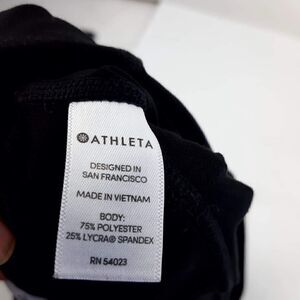 ATHLETA
DESIGNED IN
SAN FRANCISCO
MADE IN VIETNAM
BODY:
75% POLYESTER
25% LYCRA® SPANDEX
RN 54023